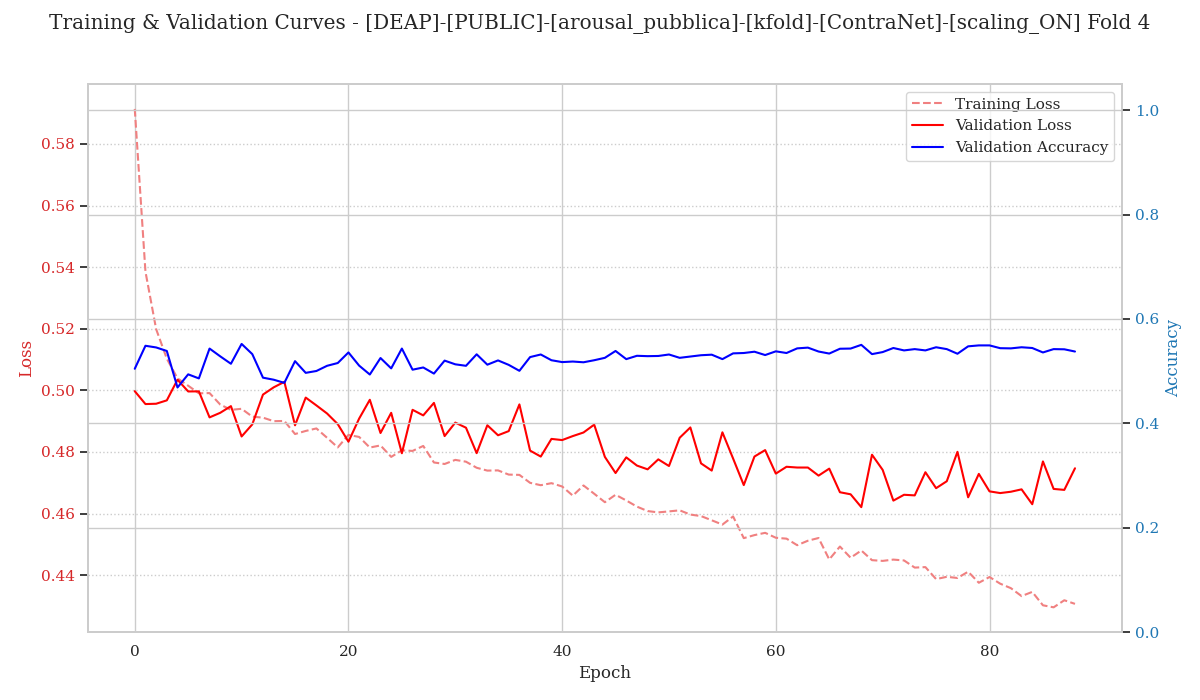 Training & Validation Curves - [DEAP]-[PUBLIC]-[arousal_pubblica]-[kfold]-[ContraNet]-[scaling_ON] Fold 4
Training Loss
Validation Loss
Validation Accuracy
Loss
0.58
0.56
0.54
0.52
0.50
0.48
0.46
0.44
1.0
0.8
0.6
0.4
0.2
0.0
Accuracy
0
20
40
60
80
Epoch